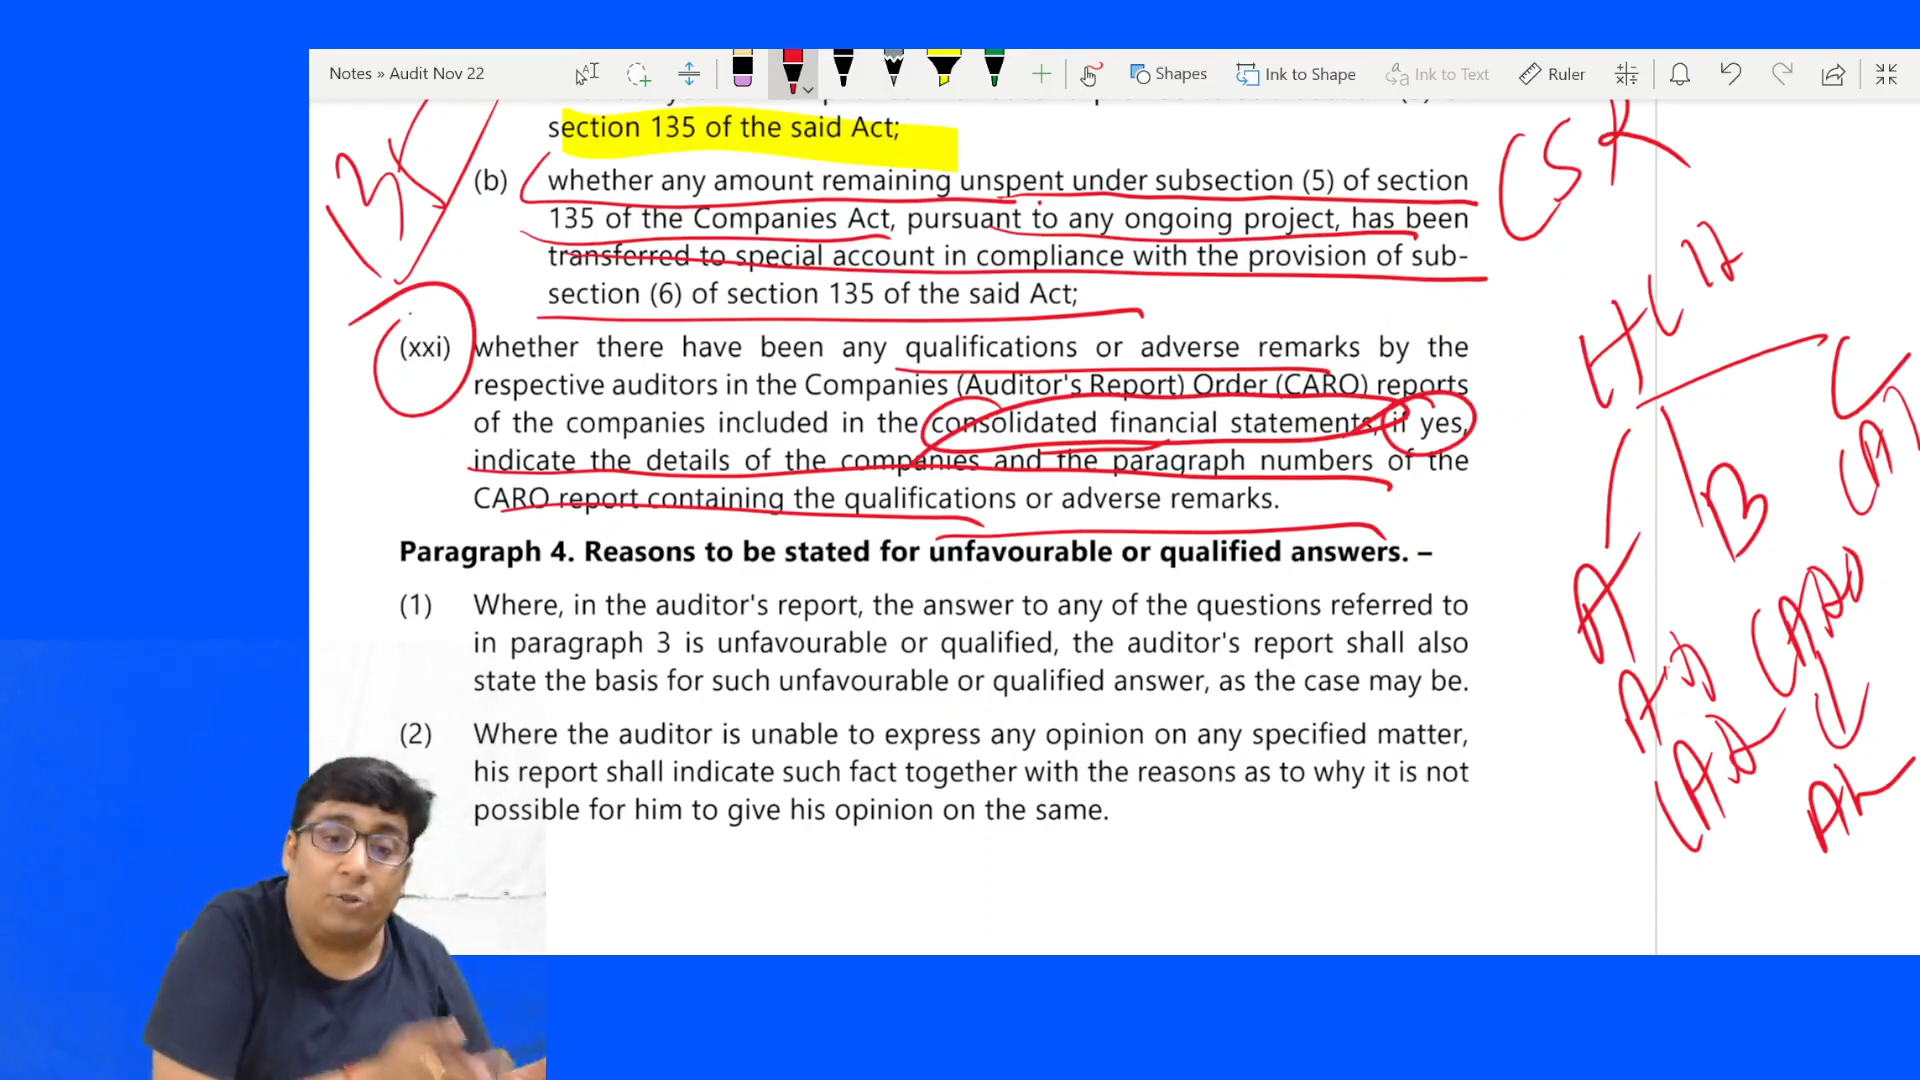 Notes » Audit Nov 22
Shapes
Ink to Shape
Ink to Text
Ruler
section 135 of the said Act;
(b) whether any amount remaining unspent under subsection (5) of section
135 of the Companies Act, pursuant to any ongoing project, has been
transferred to special account in compliance with the provision of sub-
section (6) of section 135 of the said Act;
(xxi) whether there have been any qualifications or adverse remarks by the
respective auditors in the Companies (Auditor's Report) Order (CARO) reports
of the companies included in the consolidated financial statements, if yes,
indicate the details of the companies and the paragraph numbers of the
CARO report containing the qualifications or adverse remarks.
Paragraph 4. Reasons to be stated for unfavourable or qualified answers. –
(1) Where, in the auditor's report, the answer to any of the questions referred to
in paragraph 3 is unfavourable or qualified, the auditor's report shall also
state the basis for such unfavourable or qualified answer, as the case may be.
(2) Where the auditor is unable to express any opinion on any specified matter,
his report shall indicate such fact together with the reasons as to why it is not
possible for him to give his opinion on the same.
135
CSR
A
B
C
CARO